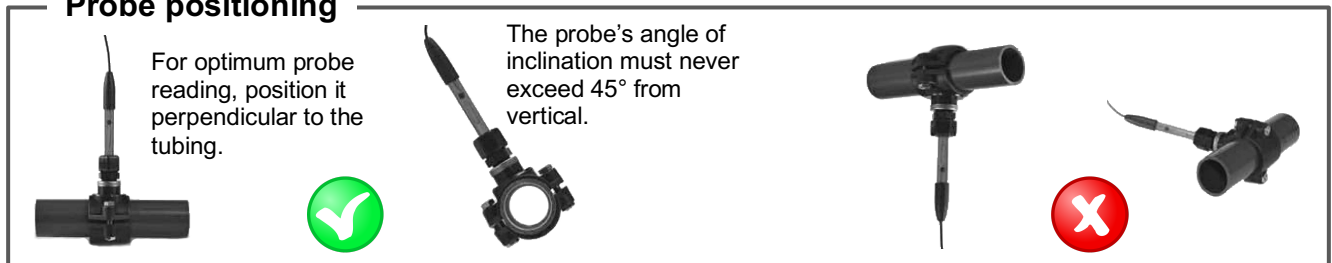 Probe positioning
For optimum probe
reading, position it
perpendicular to the
tubing.
The probe’s angle of
inclination must never
exceed 45° from
vertical.